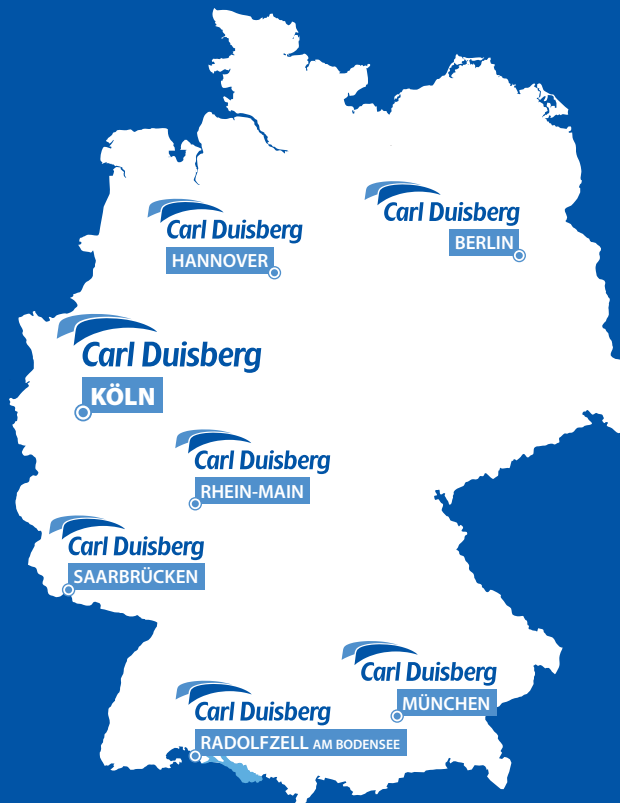 Carl Duisberg
BERLIN
Carl Duisberg
HANNOVER
Carl Duisberg
KÖLN
Carl Duisberg
RHEIN-MAIN
Carl Duisberg
SAARBRÜCKEN
Carl Duisberg
MÜNCHEN
Carl Duisberg
RADOLFZELL AM BODENSEE